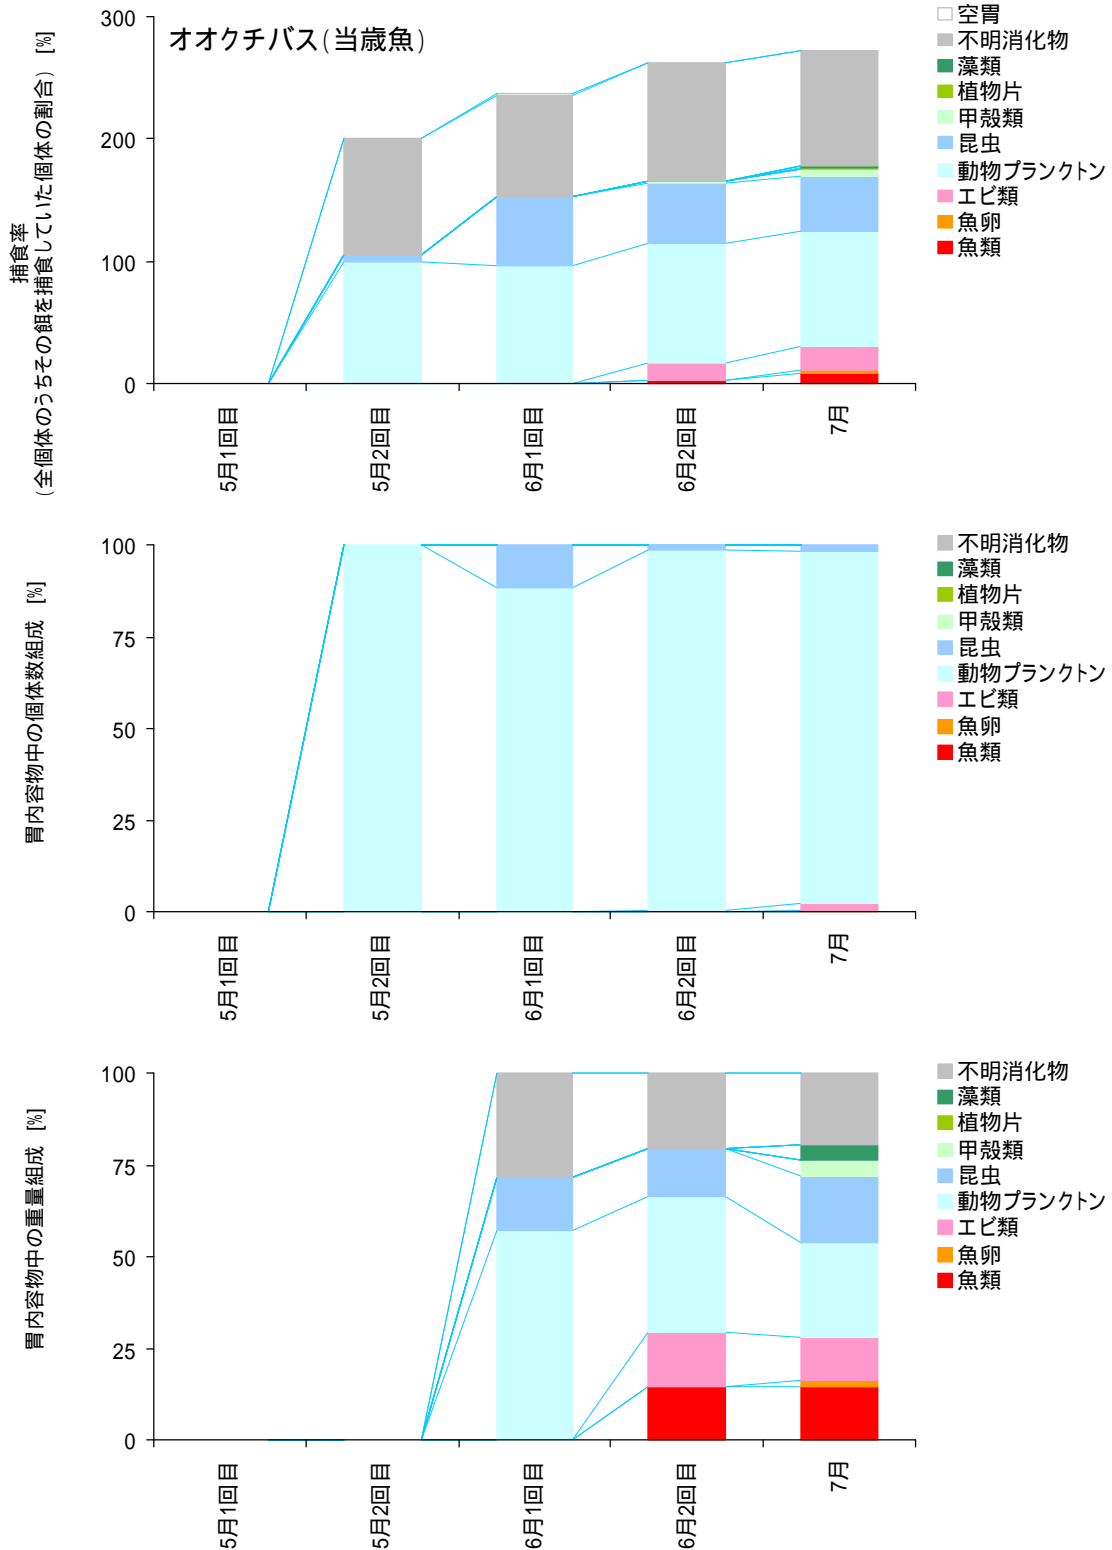 オオクチバス(当歳魚)
捕食率
(全個体のうちその餌を捕食していた個体の割合) [%]
300
200
100
0
5月1回目
5月2回目
6月1回目
6月2回目
7月
空胃
不明消化物
藻類
植物片
甲殻類
昆虫
動物プランクトン
エビ類
魚卵
魚類
胃内容物中の個体数組成 [%]
100
75
50
25
0
5月1回目
5月2回目
6月1回目
6月2回目
7月
不明消化物
藻類
植物片
甲殻類
昆虫
動物プランクトン
エビ類
魚卵
魚類
胃内容物中の重量組成 [%]
100
75
50
25
0
5月1回目
5月2回目
6月1回目
6月2回目
7月
不明消化物
藻類
植物片
甲殻類
昆虫
動物プランクトン
エビ類
魚卵
魚類